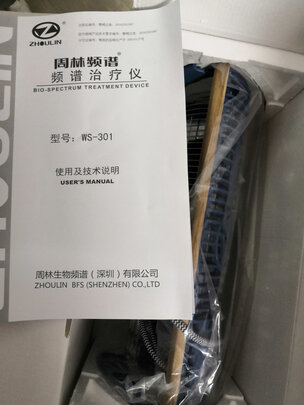 ZHOULIN
周林频谱
频谱治疗仪
BIO-SPECTRUM TREATMENT DEVICE
型号：WS-301
使用及技术说明
USER'S MANUAL
周林生物频谱（深圳）有限公司
ZHOULIN BFS (SHENZHEN) CO.,LTD